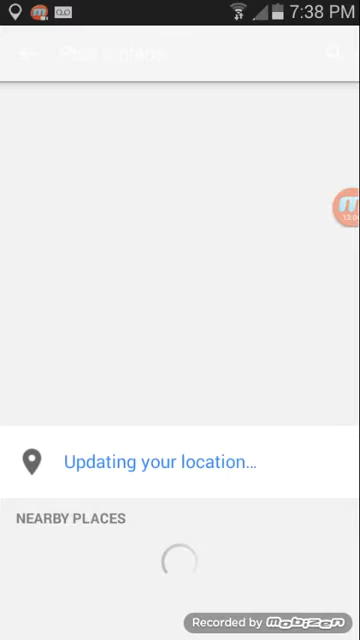 7:38 PM
Updating your location...
NEARBY PLACES
Recorded by Mobizen